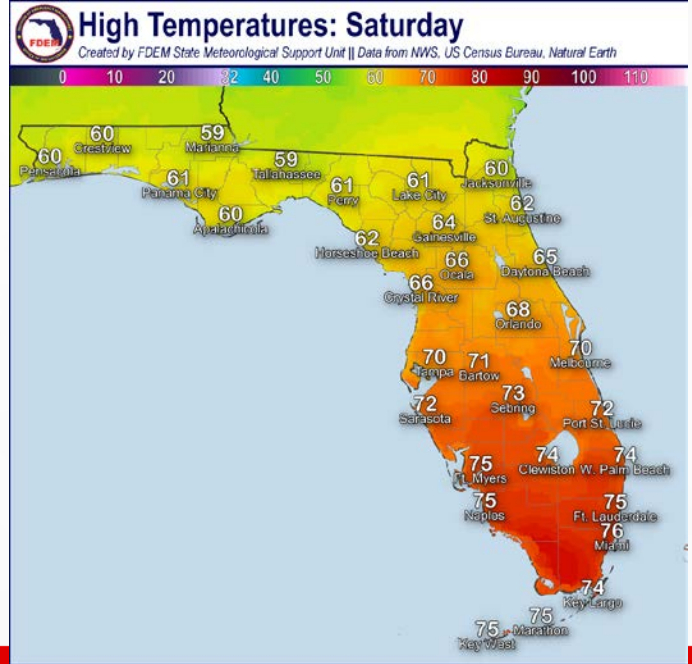 High Temperatures: Saturday
FDEM
Created by FDEM State Meteorological Support Unit || Data from NWS, US Census Bureau, Natural Earth
0 10 20 32 40 50 60 70 80 90 100 110
60
Crestview
59
Marianna
60
Pensacola
59
Tallahassee
61
Panama City
61
Perry
61
Lake City
60
Jacksonville
60
Apalachicola
62
St. Augustine
64
Gainesville
62
Horseshoe Beach
66
Ocala
65
Daytona Beach
66
Crystal River
68
Orlando
70
Tampa
71
Bartow
70
Melbourne
72
Sarasota
73
Sebring
72
Port St. Lucie
75
Ft. Myers
74
Clewiston
74
W. Palm Beach
75
Naples
75
Ft. Lauderdale
76
Miami
74
Key Largo
75
Marathon
75
Key West